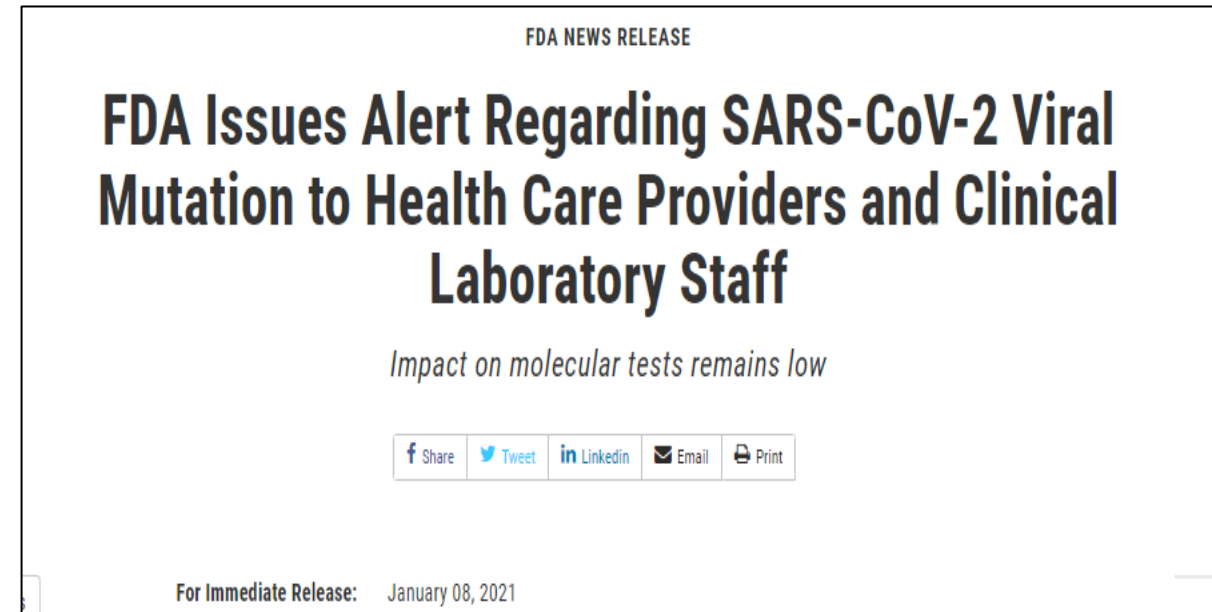 FDA NEWS RELEASE
FDA Issues Alert Regarding SARS-CoV-2 Viral
Mutation to Health Care Providers and Clinical
Laboratory Staff
Impact on molecular tests remains low
f Share Tweet in Linkedin Email Print
For Immediate Release: January 08, 2021